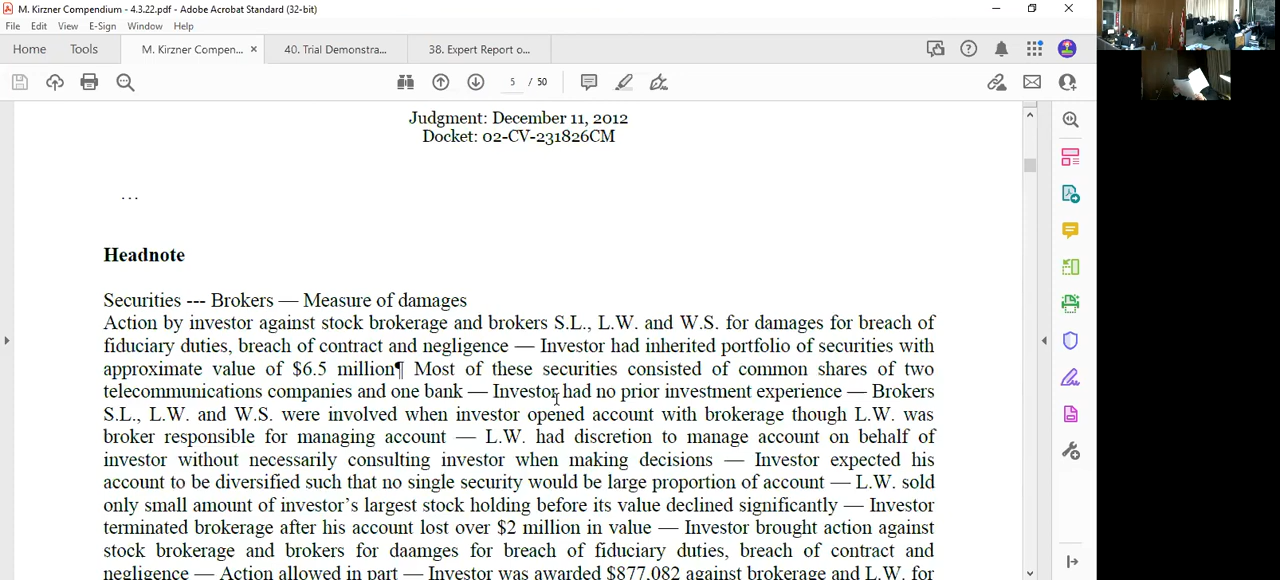 M. Kirzner Compendium - 4.3.22.pdf - Adobe Acrobat Standard (32-bit)
File Edit View E-Sign Window Help
Home Tools M. Kirzner Compen... × 40. Trial Demonstra... 38. Expert Report o...
5 / 50
Judgment: December 11, 2012
Docket: 02-CV-231826CM
...
Headnote
Securities --- Brokers — Measure of damages
Action by investor against stock brokerage and brokers S.L., L.W. and W.S. for damages for breach of
fiduciary duties, breach of contract and negligence — Investor had inherited portfolio of securities with
approximate value of $6.5 million¶ Most of these securities consisted of common shares of two
telecommunications companies and one bank — Investor had no prior investment experience — Brokers
S.L., L.W. and W.S. were involved when investor opened account with brokerage though L.W. was
broker responsible for managing account — L.W. had discretion to manage account on behalf of
investor without necessarily consulting investor when making decisions — Investor expected his
account to be diversified such that no single security would be large proportion of account — L.W. sold
only small amount of investor's largest stock holding before its value declined significantly — Investor
terminated brokerage after his account lost over $2 million in value — Investor brought action against
stock brokerage and brokers for daamges for breach of fiduciary duties, breach of contract and
negligence — Action allowed in part — Investor was awarded $877,082 against brokerage and L.W. for